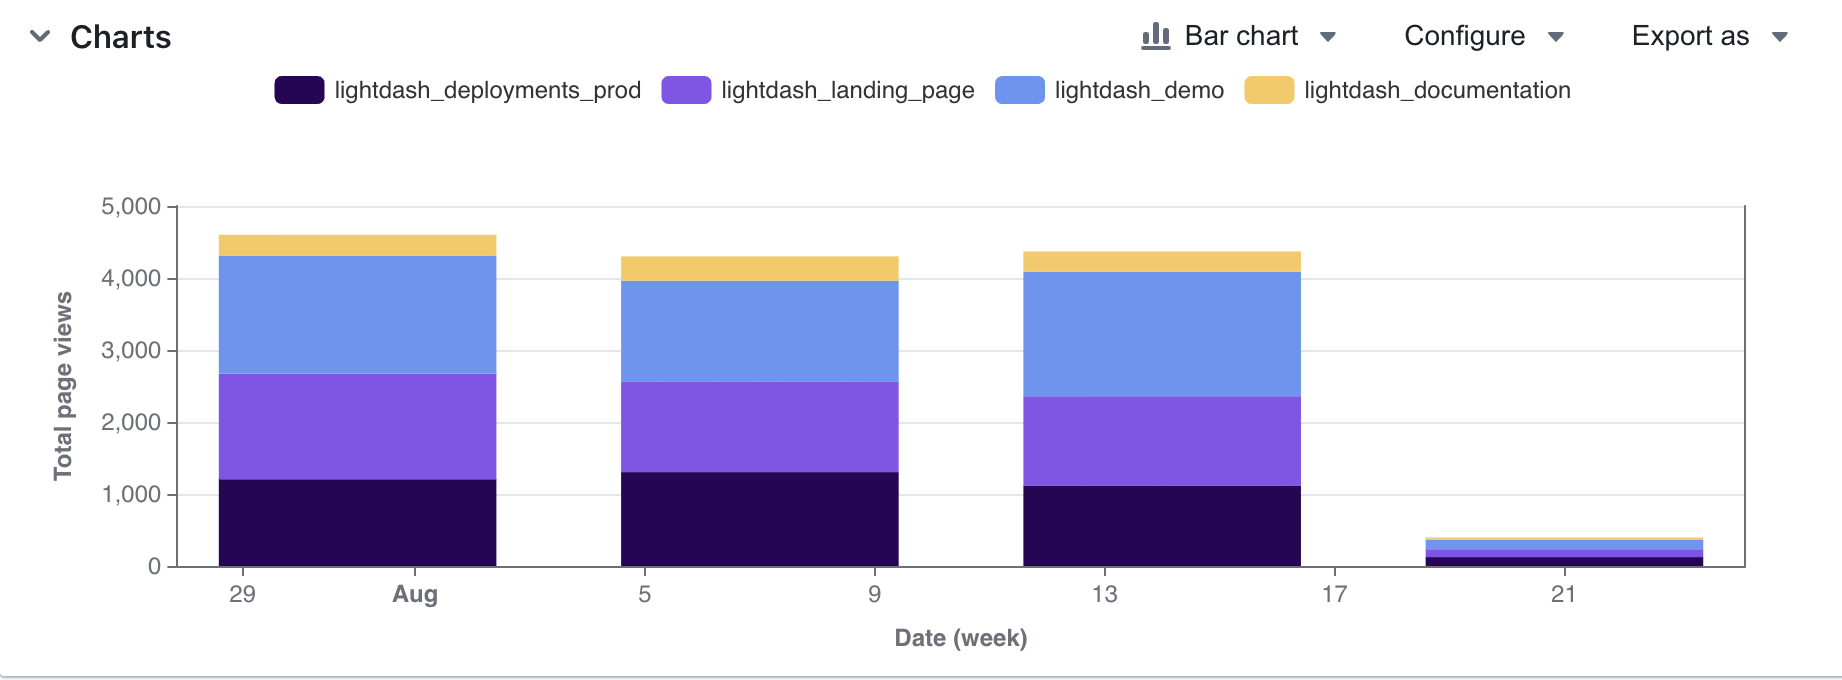 Charts Bar chart Configure Export as
lightdash_deployments_prod lightdash_landing_page lightdash_demo lightdash_documentation
5,000
4,000
3,000
2,000
1,000
0
Total page views
29 Aug 5 9 13 17 21
Date (week)